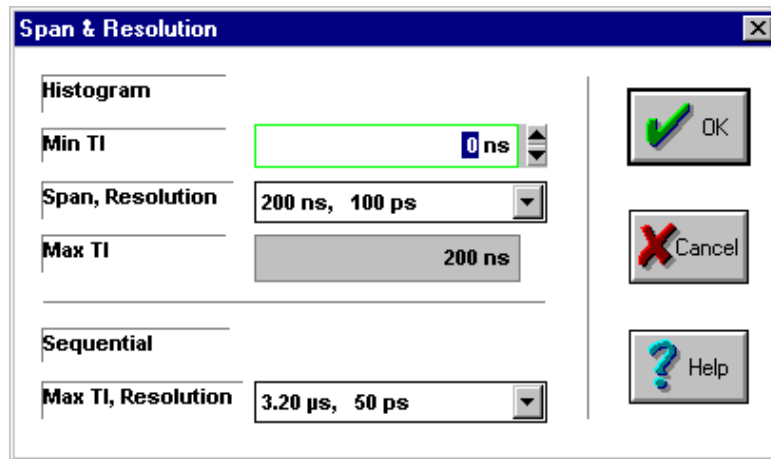 Span & Resolution
Histogram
Min TI
0 ns
Span, Resolution
200 ns, 100 ps
Max TI
200 ns
Sequential
Max TI, Resolution
3.20 µs, 50 ps
OK
Cancel
Help